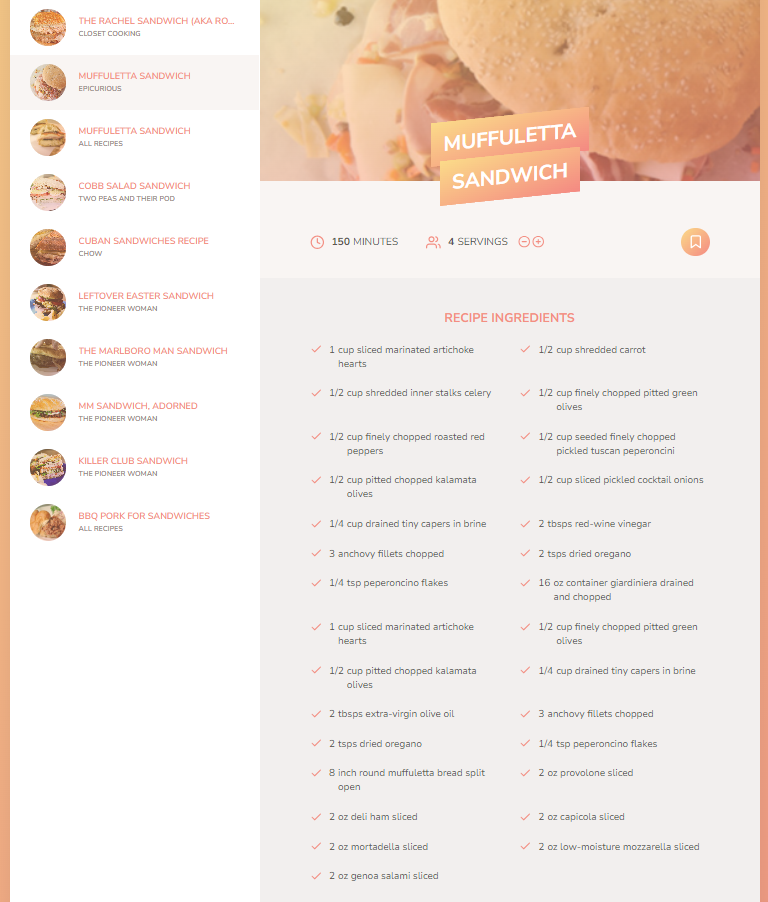 THE RACHEL SANDWICH (AKA RO...
CLOSET COOKING
MUFFULETTA SANDWICH
EPICURIOUS
MUFFULETTA SANDWICH
ALL RECIPES
COBB SALAD SANDWICH
TWO PEAS AND THEIR POD
CUBAN SANDWICHES RECIPE
CHOW
LEFTOVER EASTER SANDWICH
THE PIONEER WOMAN
THE MARLBORO MAN SANDWICH
THE PIONEER WOMAN
MM SANDWICH, ADORNED
THE PIONEER WOMAN
KILLER CLUB SANDWICH
THE PIONEER WOMAN
BBQ PORK FOR SANDWICHES
ALL RECIPES
MUFFULETTA
SANDWICH
150 MINUTES
4 SERVINGS
RECIPE INGREDIENTS
1 cup sliced marinated artichoke
hearts
1/2 cup shredded carrot
1/2 cup shredded inner stalks celery
1/2 cup finely chopped pitted green
olives
1/2 cup finely chopped roasted red
peppers
1/2 cup seeded finely chopped
pickled tuscan peperoncini
1/2 cup pitted chopped kalamata
olives
1/2 cup sliced pickled cocktail onions
1/4 cup drained tiny capers in brine
2 tbsps red-wine vinegar
3 anchovy fillets chopped
2 tsps dried oregano
1/4 tsp peperoncino flakes
16 oz container giardiniera drained
and chopped
1 cup sliced marinated artichoke
hearts
1/2 cup finely chopped pitted green
olives
1/2 cup pitted chopped kalamata
olives
1/4 cup drained tiny capers in brine
2 tbsps extra-virgin olive oil
3 anchovy fillets chopped
2 tsps dried oregano
1/4 tsp peperoncino flakes
8 inch round muffuletta bread split
open
2 oz provolone sliced
2 oz deli ham sliced
2 oz capicola sliced
2 oz mortadella sliced
2 oz low-moisture mozzarella sliced
2 oz genoa salami sliced